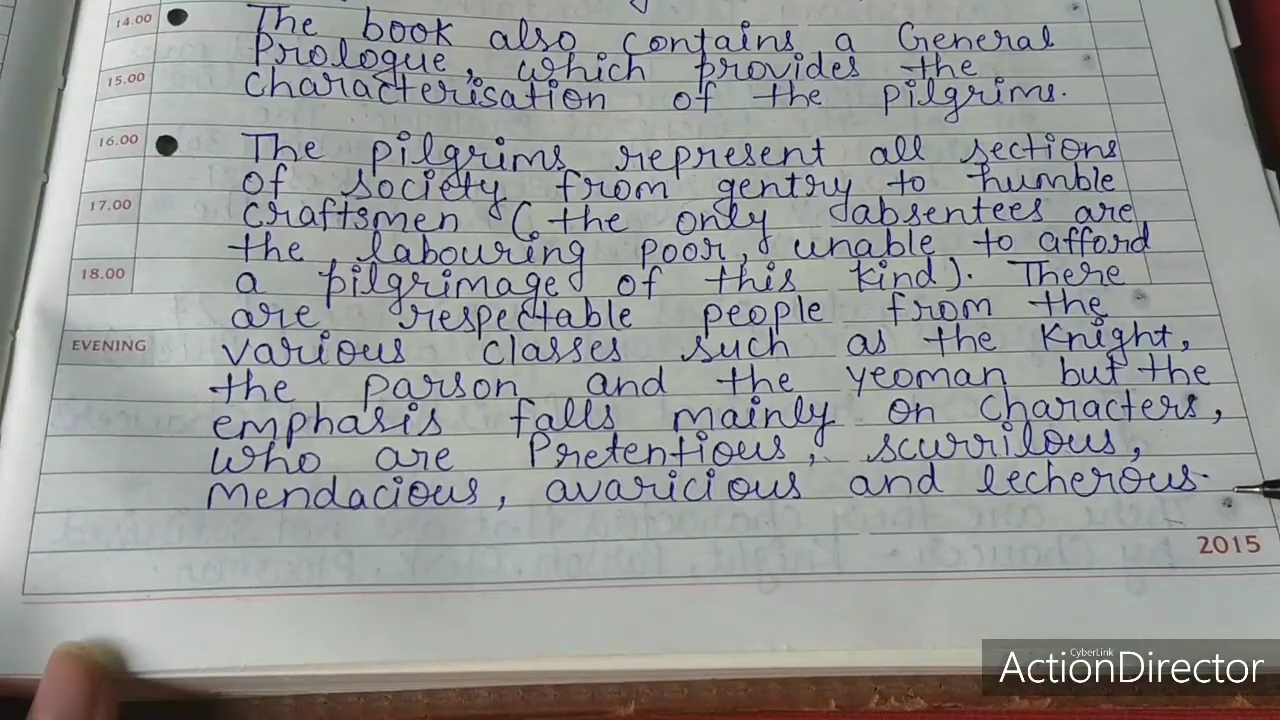 14.00 • The book also contains a General
Prologue, which provides the
15.00 characterisation of the pilgrims.
16.00 • The pilgrims represent all sections
of society from gentry to humble
17.00 craftsmen (the only absentees are
the labouring poor, unable to afford
18.00 a pilgrimage of this kind). There
are respectable people from the
EVENING various classes such as the Knight,
the parson and the yeoman but the
emphasis falls mainly on characters,
who are Pretentious, scurrilous,
mendacious, avaricious and lecherous.
2015
CyberLink
ActionDirector